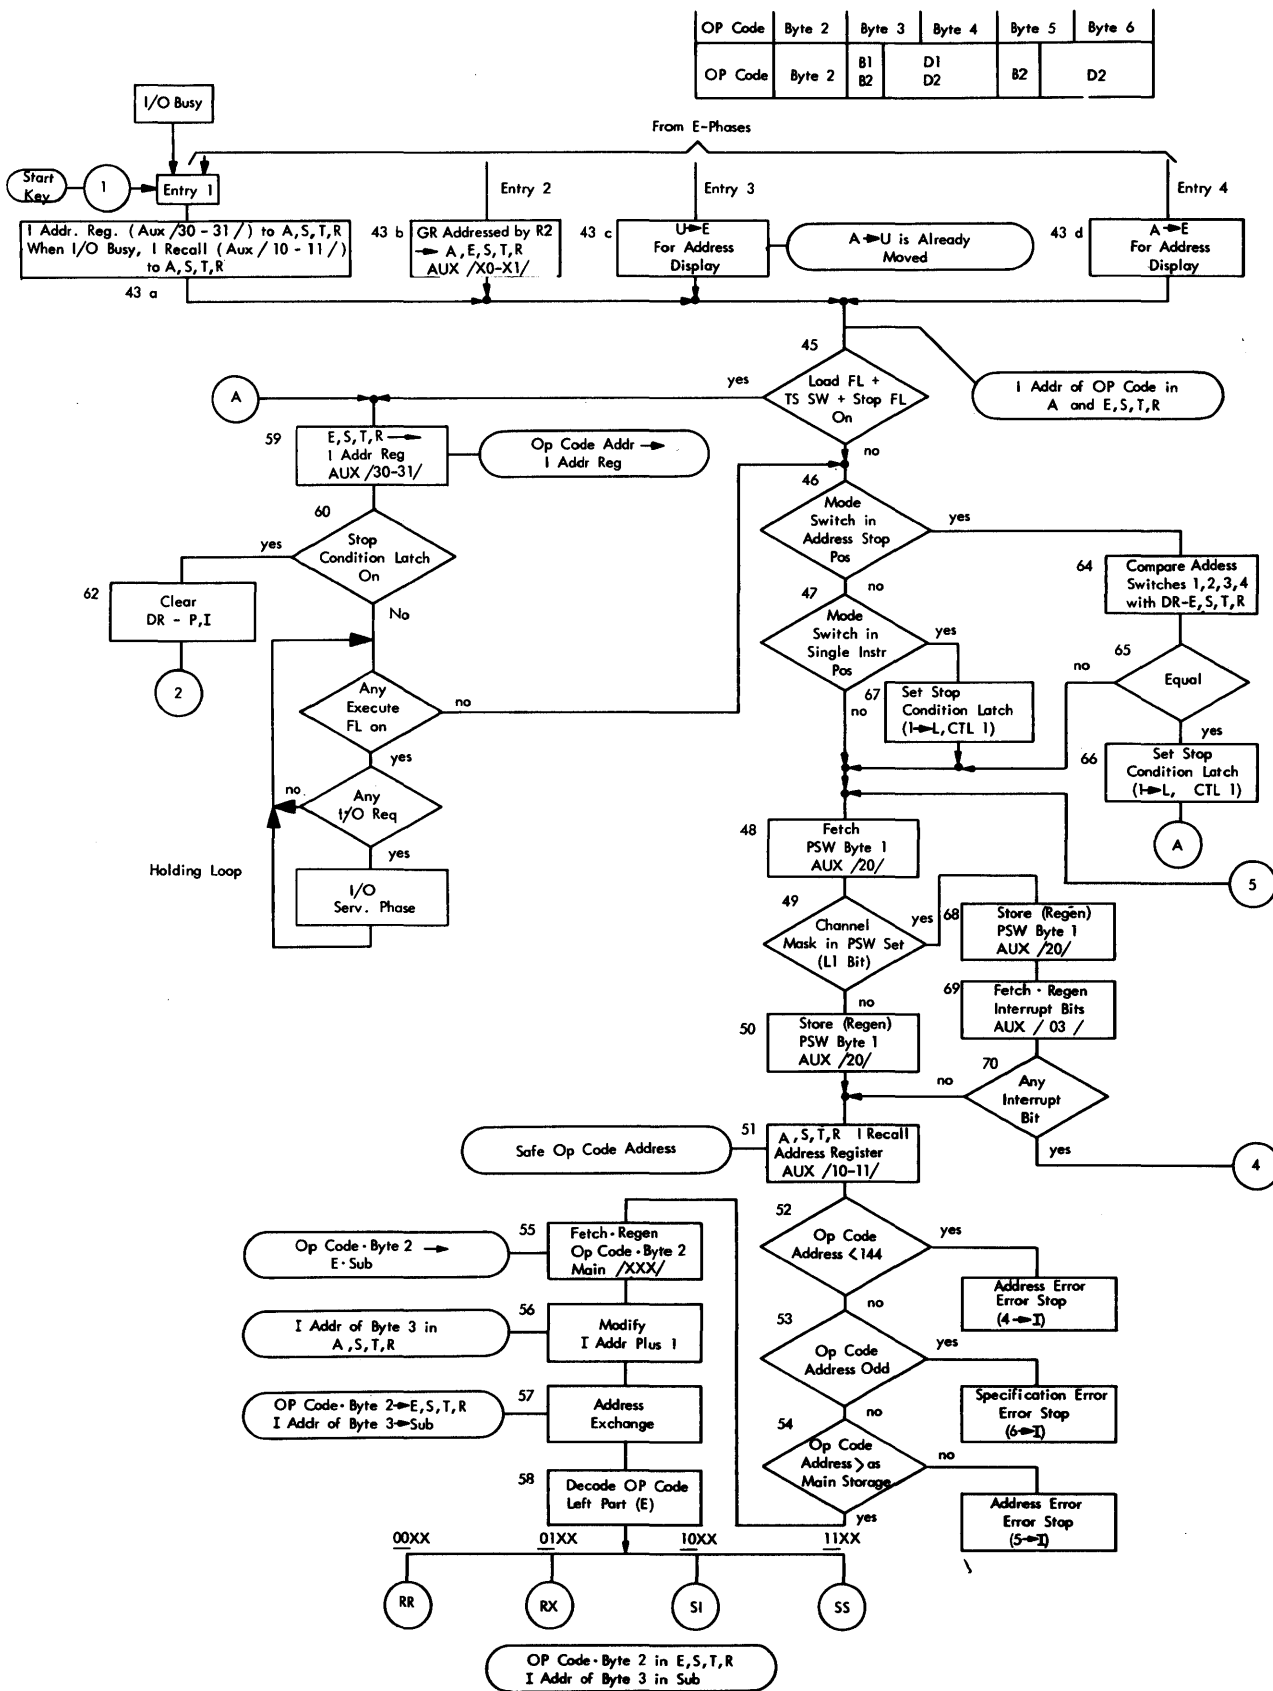 OP Code Byte 2 Byte 3 Byte 4 Byte 5 Byte 6
OP Code Byte 2 B1 D1 B2 D2
B2 D2
I/O Busy
From E-Phases
Start
Key
1
Entry 1
Entry 2
Entry 3
Entry 4
I Addr. Reg. (Aux /30 - 31/) to A,S,T,R
When I/O Busy, I Recall (Aux / 10 - 11/)
to A,S,T,R
43 a
43 b
GR Addressed by R2
→ A,E,S,T,R
AUX /X0-X1/
43 c
U→E
For Address
Display
A→U is Already
Moved
43 d
A→E
For Address
Display
45
Load FL +
TS SW + Stop FL
On
yes
no
I Addr of OP Code in
A and E,S,T,R
A
59
E,S,T,R →
I Addr Reg
AUX /30-31/
Op Code Addr →
I Addr Reg
60
Stop
Condition Latch
On
yes
No
62
Clear
DR - P,I
2
Any
Execute
FL on
no
yes
Any
I/O Req
no
yes
Holding Loop
I/O
Serv. Phase
46
Mode
Switch in
Address Stop
Pos
yes
no
47
Mode
Switch in
Single Instr
Pos
yes
no
67
Set Stop
Condition Latch
(1→L,CTL 1)
64
Compare Addess
Switches 1,2,3,4
with DR-E,S,T,R
65
Equal
no
yes
66
Set Stop
Condition Latch
(1→L, CTL 1)
A
48
Fetch
PSW Byte 1
AUX /20/
5
49
Channel
Mask in PSW Set
(L1 Bit)
yes
no
68
Store (Regen)
PSW Byte 1
AUX /20/
69
Fetch · Regen
Interrupt Bits
AUX / 03 /
50
Store (Regen)
PSW Byte 1
AUX /20/
70
Any
Interrupt
Bit
no
yes
4
51
A,S,T,R I Recall
Address Register
AUX /10-11/
Safe Op Code Address
52
Op Code
Address <144
yes
no
Address Error
Error Stop
(4→I)
53
Op Code
Address Odd
yes
no
Specification Error
Error Stop
(6→I)
54
Op Code
Address > as
Main Storage
no
yes
Address Error
Error Stop
(5→I)
55
Fetch · Regen
Op Code · Byte 2
Main /XXX/
Op Code · Byte 2 →
E · Sub
56
Modify
I Addr Plus 1
I Addr of Byte 3 in
A,S,T,R
57
Address
Exchange
OP Code · Byte 2→E,S,T,R
I Addr of Byte 3→Sub
58
Decode OP Code
Left Part (E)
00XX 01XX 10XX 11XX
RR RX SI SS
OP Code · Byte 2 in E,S,T,R
I Addr of Byte 3 in Sub